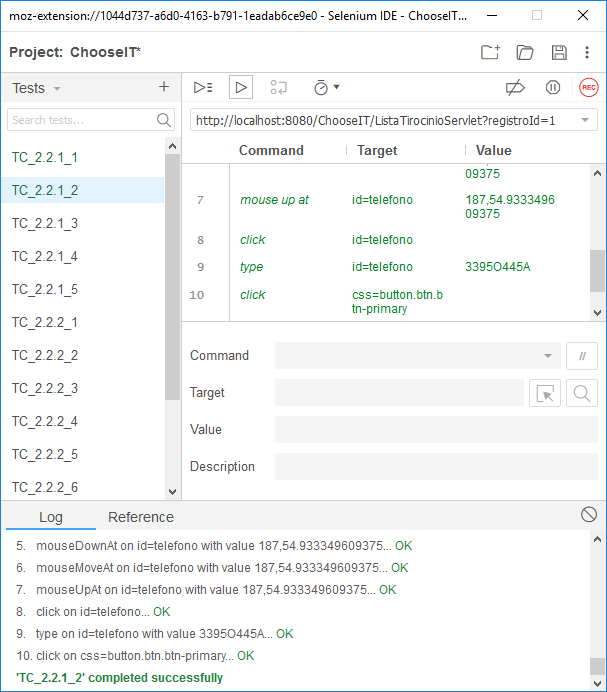 moz-extension://1044d737-a6d0-4163-b791-1eadab6ce9e0 - Selenium IDE - ChooseIT...
Project: ChooseIT*
Tests
+
REC
Search tests...
http://localhost:8080/ChooseIT/ListaTirocinioServlet?registroId=1
Command Target Value
TC_2.2.1_1
TC_2.2.1_2
TC_2.2.1_3
TC_2.2.1_4
TC_2.2.1_5
TC_2.2.2_1
TC_2.2.2_2
TC_2.2.2_3
TC_2.2.2_4
TC_2.2.2_5
TC_2.2.2_6
09375
7 mouse up at id=telefono 187,54.9333496
09375
8 click id=telefono
9 type id=telefono 3395O445A
10 click css=button.btn.b
tn-primary
Command //
Target
Value
Description
Log Reference
5. mouseDownAt on id=telefono with value 187,54.933349609375... OK
6. mouseMoveAt on id=telefono with value 187,54.933349609375... OK
7. mouseUpAt on id=telefono with value 187,54.933349609375... OK
8. click on id=telefono... OK
9. type on id=telefono with value 3395O445A... OK
10. click on css=button.btn.btn-primary... OK
'TC_2.2.1_2' completed successfully